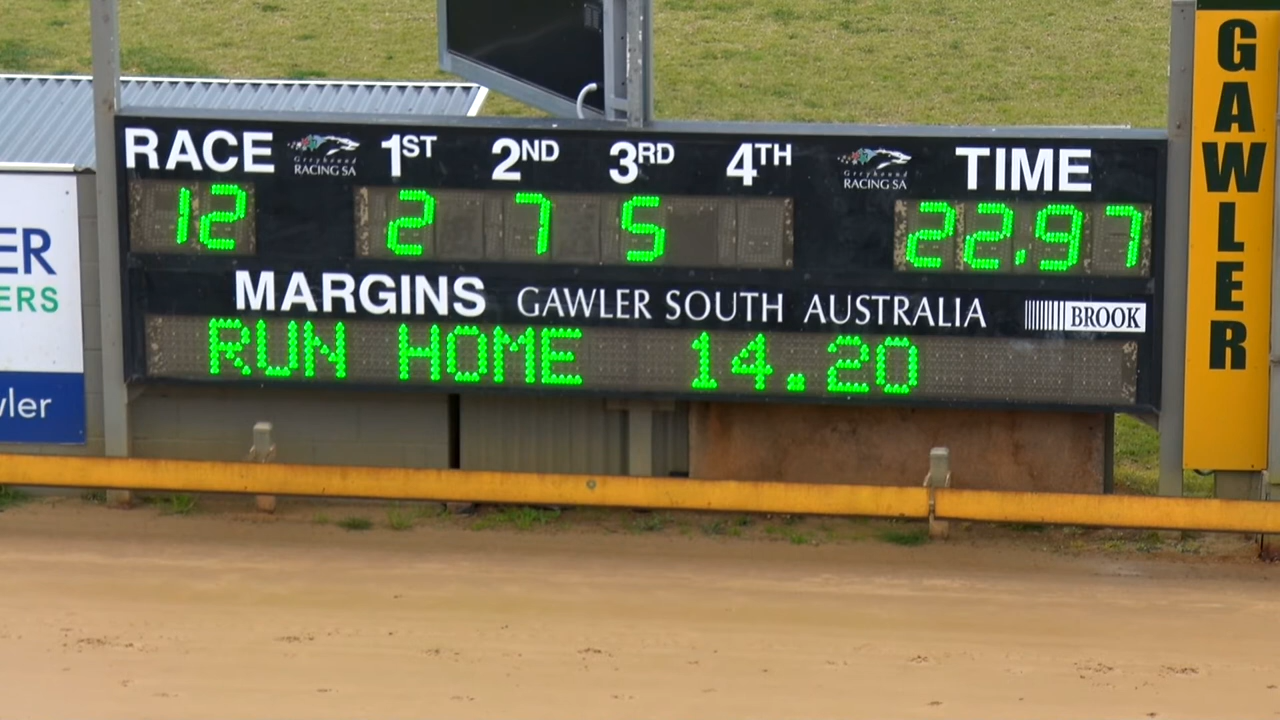 RACE Greyhound RACING SA 1ST 2ND 3RD 4TH Greyhound RACING SA TIME
12 2 7 5 22.97
MARGINS GAWLER SOUTH AUSTRALIA BROOK
RUN HOME 14.20
GAWLER
ER
ERS
wler